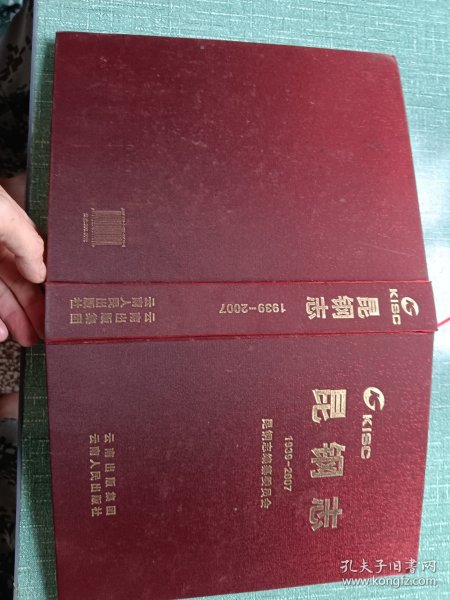 KISC
昆钢志
1939-2007
云南出版集团
云南人民出版社
KISC
昆钢志
1939-2007
昆钢志编纂委员会
云南出版集团
云南人民出版社
孔夫子旧书网
www.kongfz.com